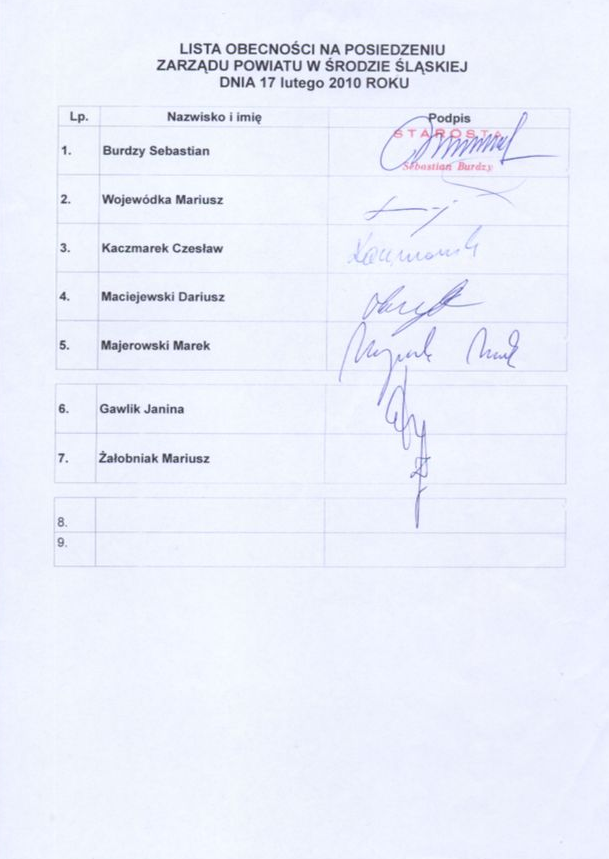 LISTA OBECNOŚCI NA POSIEDZENIU
ZARZĄDU POWIATU W ŚRODZIE ŚLĄSKIEJ
DNIA 17 lutego 2010 ROKU
Lp. Nazwisko i imię Podpis
STAROSTA
1. Burdzy Sebastian
Sebastian Burdzy
2. Wojewódka Mariusz
3. Kaczmarek Czesław Kaczmarek
4. Maciejewski Dariusz
5. Majerowski Marek
6. Gawlik Janina
7. Żałobniak Mariusz
8.
9.